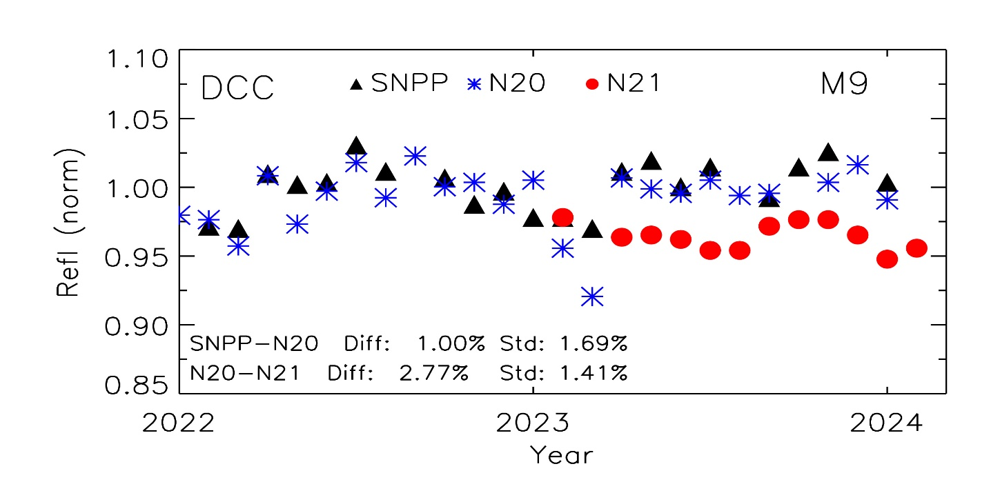 1.10
DCC SNPP N20 N21 M9
1.05
1.00
0.95
0.90
0.85
Refl (norm)
SNPP-N20 Diff: 1.00% Std: 1.69%
N20-N21 Diff: 2.77% Std: 1.41%
2022 2023 2024
Year